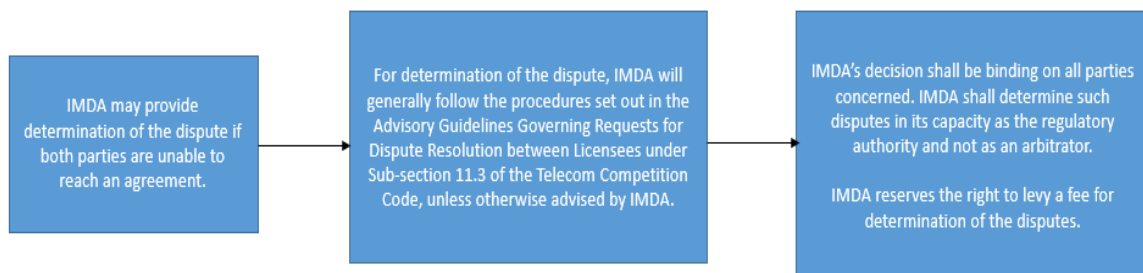 IMDA may provide
determination of the dispute if
both parties are unable to
reach an agreement.
For determination of the dispute, IMDA will
generally follow the procedures set out in the
Advisory Guidelines Governing Requests for
Dispute Resolution between Licensees under
Sub-section 11.3 of the Telecom Competition
Code, unless otherwise advised by IMDA.
IMDA's decision shall be binding on all parties
concerned. IMDA shall determine such
disputes in its capacity as the regulatory
authority and not as an arbitrator.
IMDA reserves the right to levy a fee for
determination of the disputes.